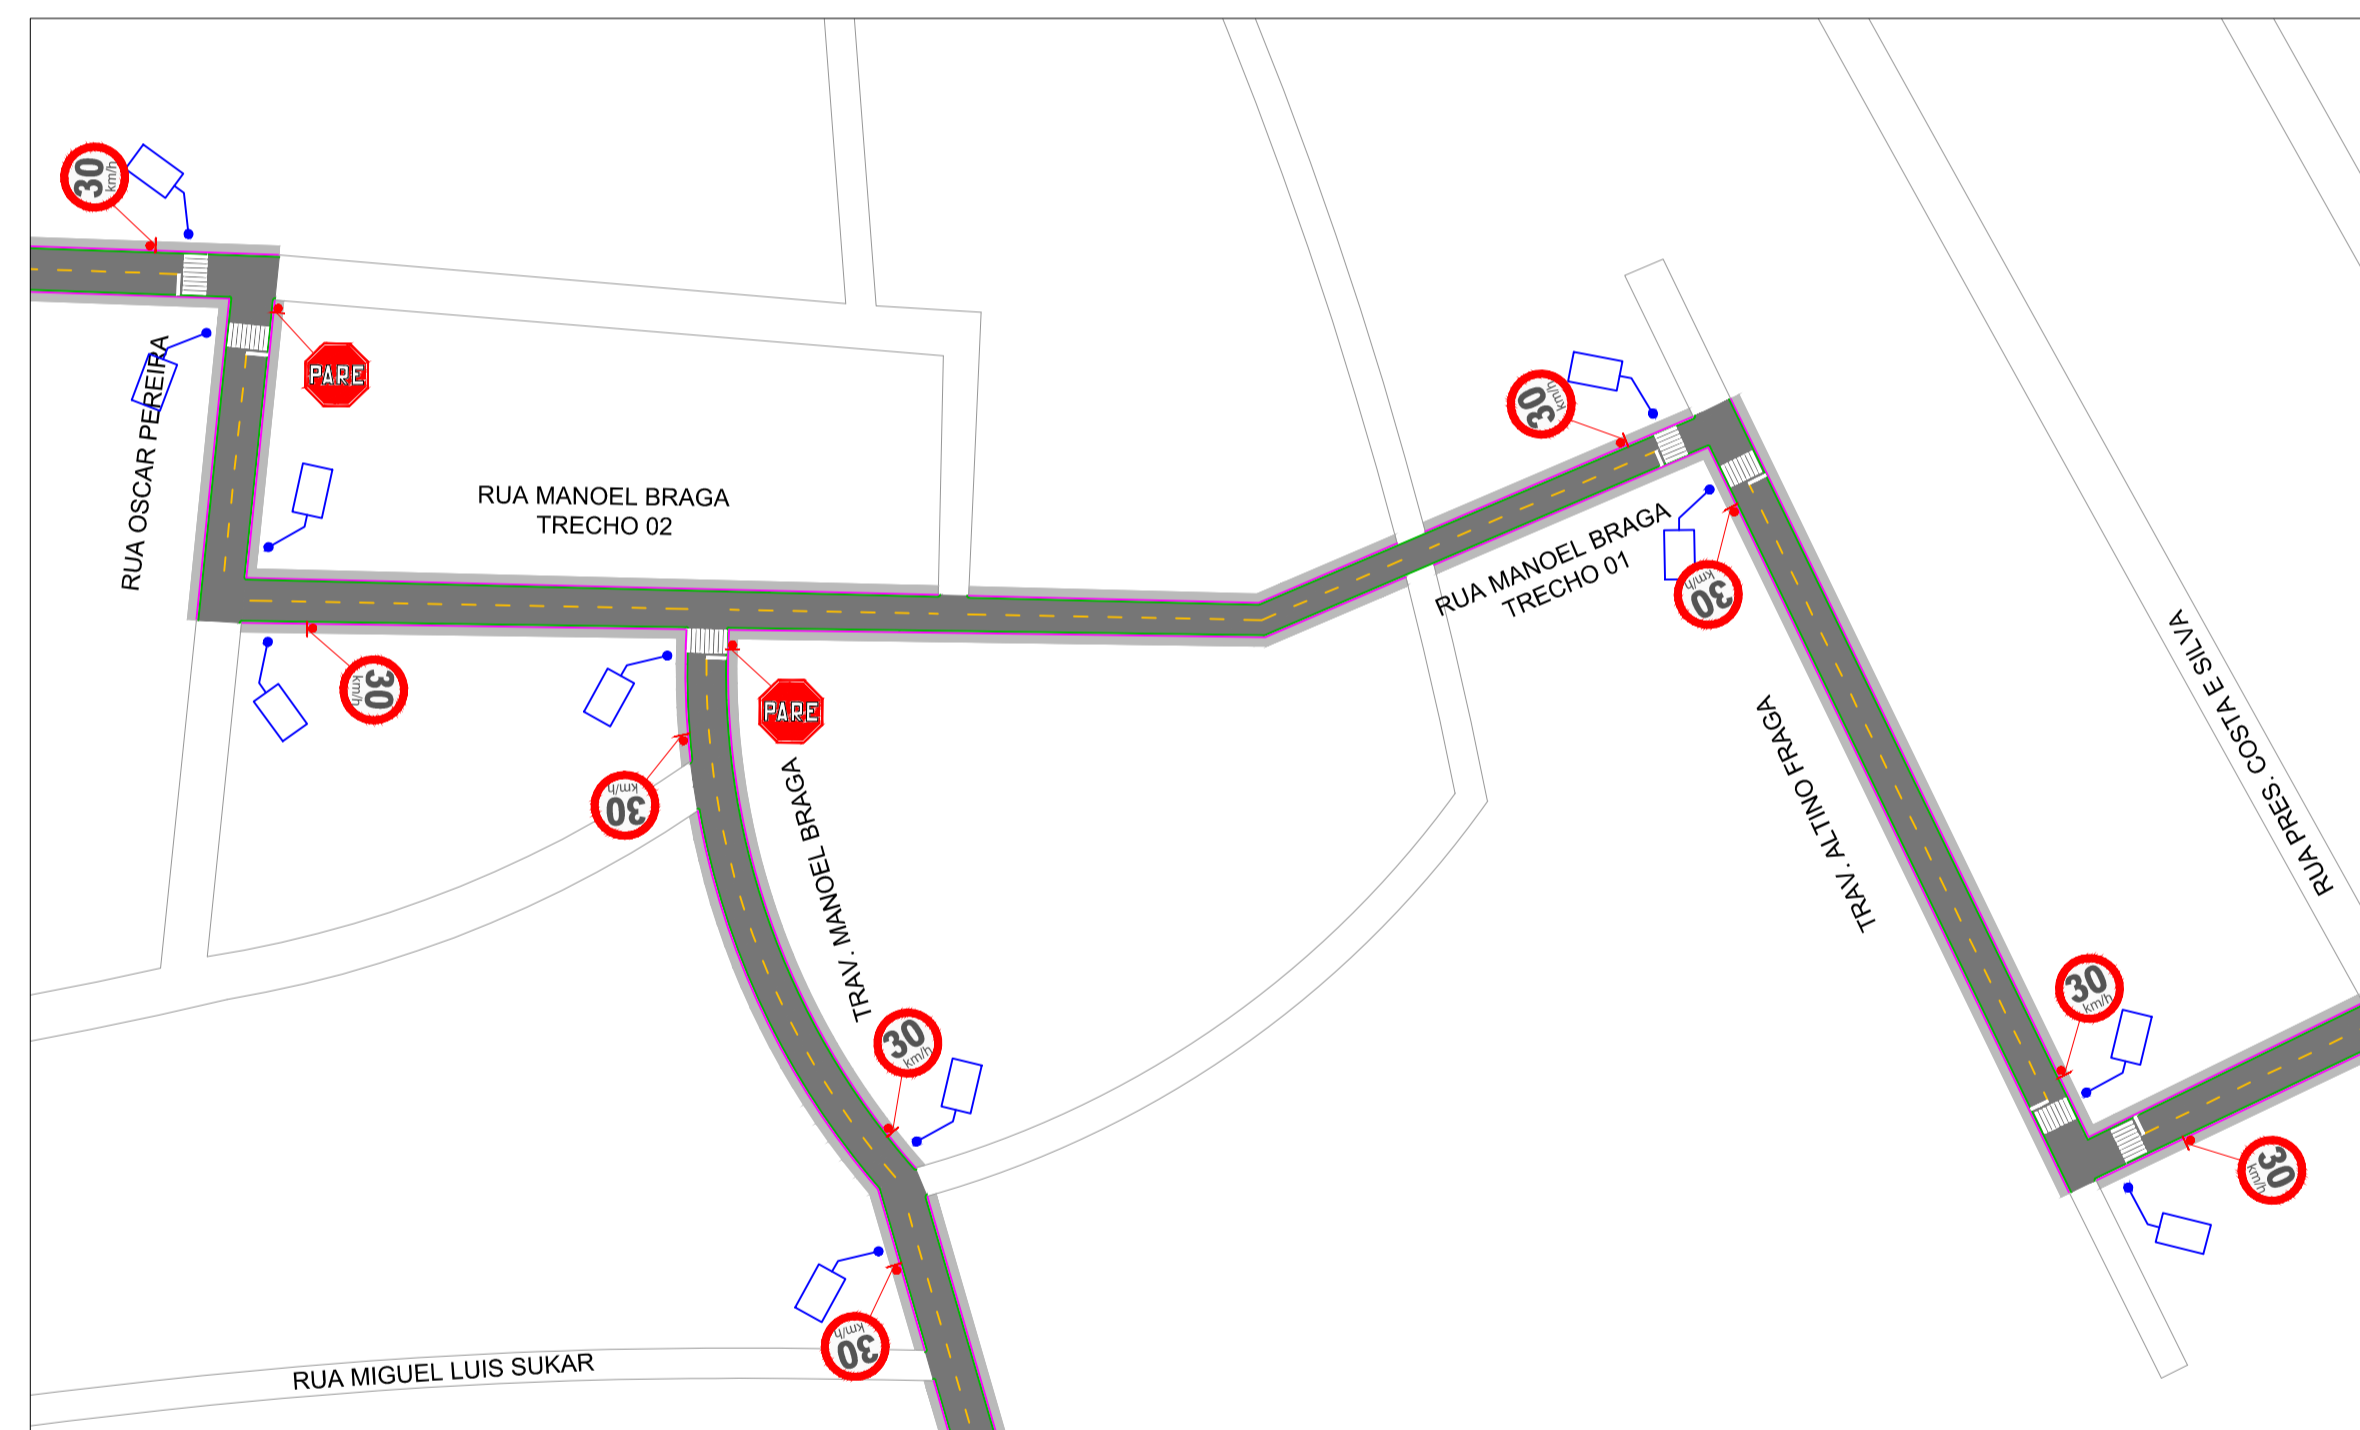 30
km/h
PARE
RUA OSCAR PEREIRA
RUA MANOEL BRAGA
TRECHO 02
30
km/h
30
km/h
RUA MANOEL BRAGA
TRECHO 01
30
km/h
PARE
30
km/h
TRAV. MANOEL BRAGA
TRAV. ALTINO FRAGA
RUA PRES. COSTA E SILVA
30
km/h
30
km/h
30
km/h
30
km/h
RUA MIGUEL LUIS SUKAR